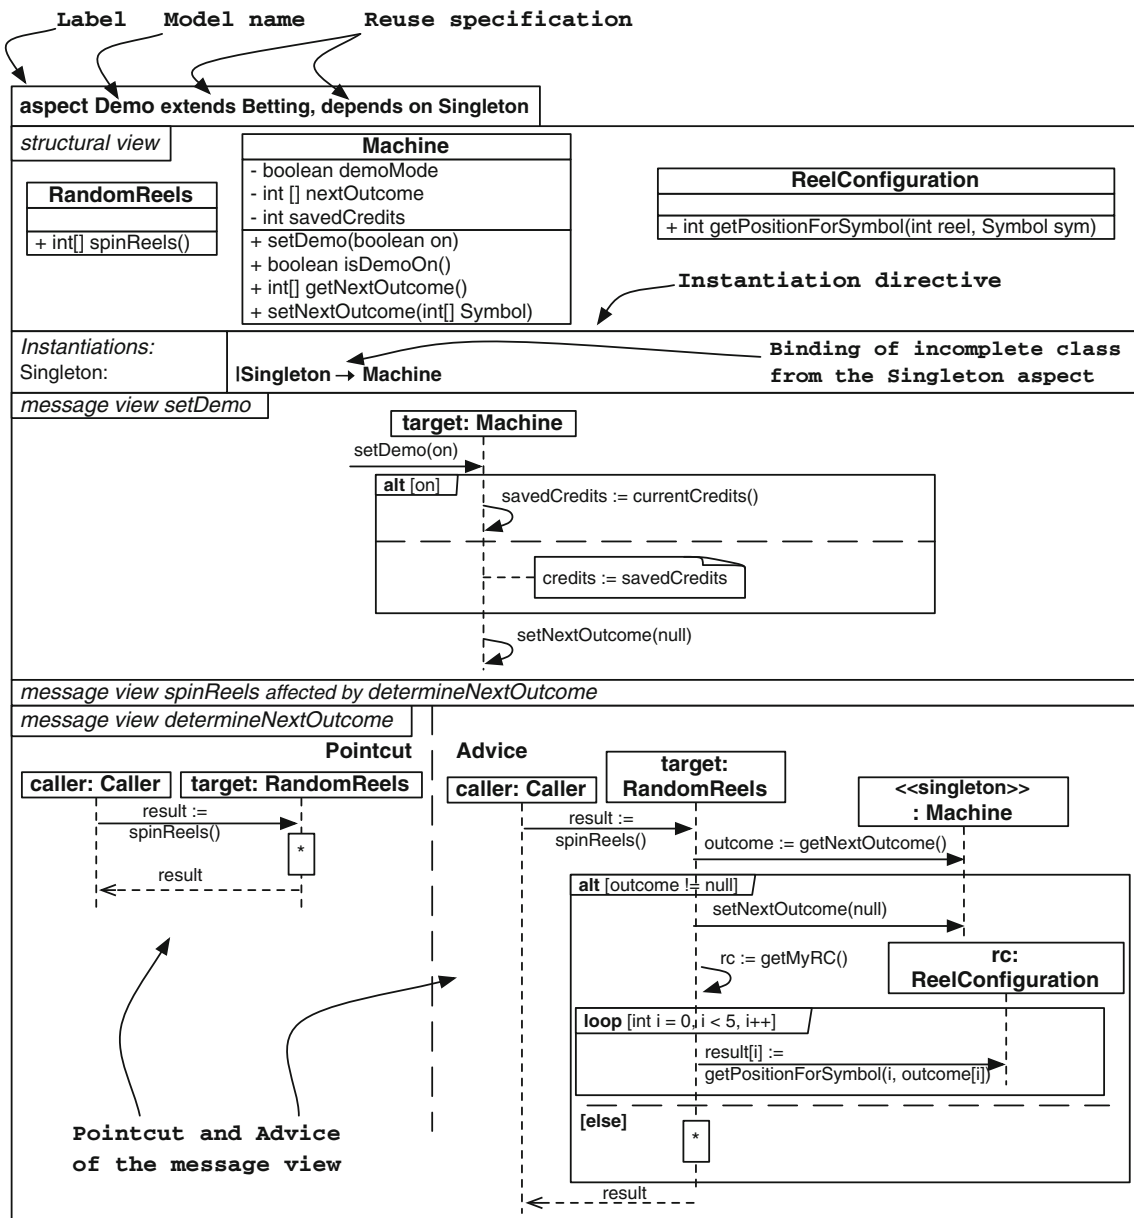 Label Model name Reuse specification
aspect Demo extends Betting, depends on Singleton
structural view
RandomReels
+ int[] spinReels()
Machine
- boolean demoMode
- int [] nextOutcome
- int savedCredits
+ setDemo(boolean on)
+ boolean isDemoOn()
+ int[] getNextOutcome()
+ setNextOutcome(int[] Symbol)
ReelConfiguration
+ int getPositionForSymbol(int reel, Symbol sym)
Instantiation directive
Instantiations:
Singleton:
|Singleton → Machine
Binding of incomplete class
from the Singleton aspect
message view setDemo
target: Machine
setDemo(on)
alt [on]
savedCredits := currentCredits()
credits := savedCredits
setNextOutcome(null)
message view spinReels affected by determineNextOutcome
message view determineNextOutcome
Pointcut
caller: Caller
target: RandomReels
result :=
spinReels()
*
result
Advice
caller: Caller
target:
RandomReels
<<singleton>>
: Machine
result :=
spinReels()
outcome := getNextOutcome()
alt [outcome != null]
setNextOutcome(null)
rc := getMyRC()
rc:
ReelConfiguration
loop [int i = 0, i < 5, i++]
result[i] :=
getPositionForSymbol(i, outcome[i])
[else]
*
result
Pointcut and Advice
of the message view